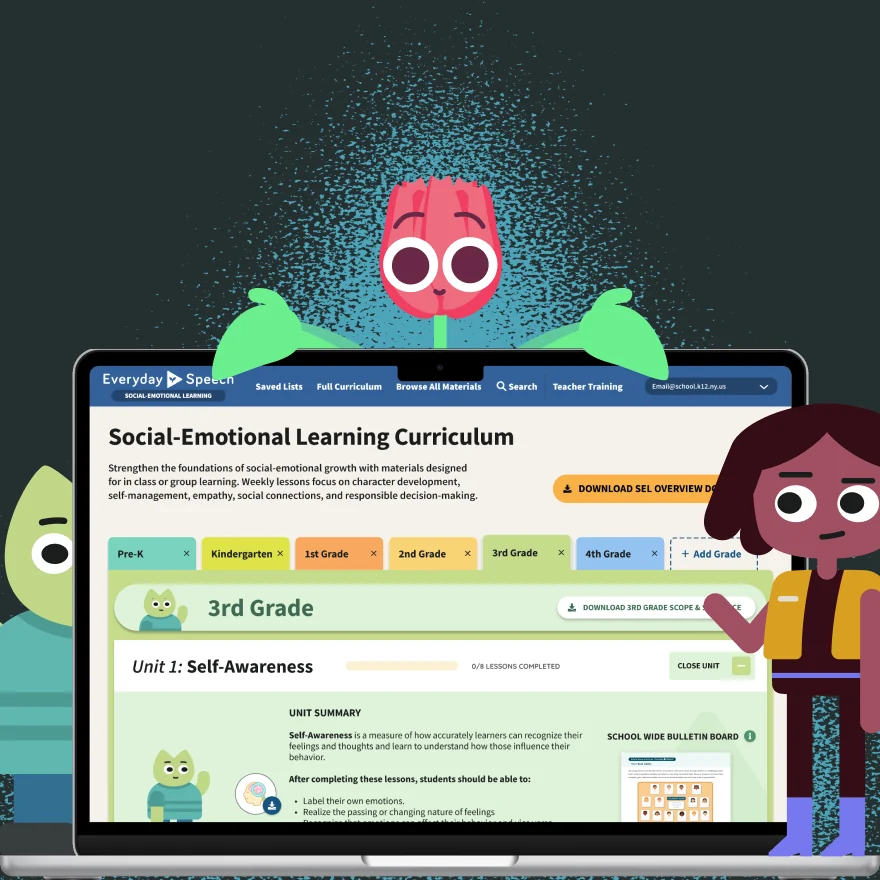 Everyday Speech
SOCIAL-EMOTIONAL LEARNING
Saved Lists
Full Curriculum
Browse All Materials
Search
Teacher Training
Email@school.k12.ny.us
Social-Emotional Learning Curriculum
Strengthen the foundations of social-emotional growth with materials designed
for in class or group learning. Weekly lessons focus on character development,
self-management, empathy, social connections, and responsible decision-making.
DOWNLOAD SEL OVERVIEW
Pre-K ×
Kindergarten ×
1st Grade ×
2nd Grade ×
3rd Grade ×
4th Grade ×
+ Add Grade
3rd Grade
DOWNLOAD 3RD GRADE SCOPE &
Unit 1: Self-Awareness
0/8 LESSONS COMPLETED
CLOSE UNIT
UNIT SUMMARY
Self-Awareness is a measure of how accurately learners can recognize their
feelings and thoughts and learn to understand how those influence their
behavior.
SCHOOL WIDE BULLETIN BOARD
After completing these lessons, students should be able to:
• Label their own emotions.
• Realize the passing or changing nature of feelings